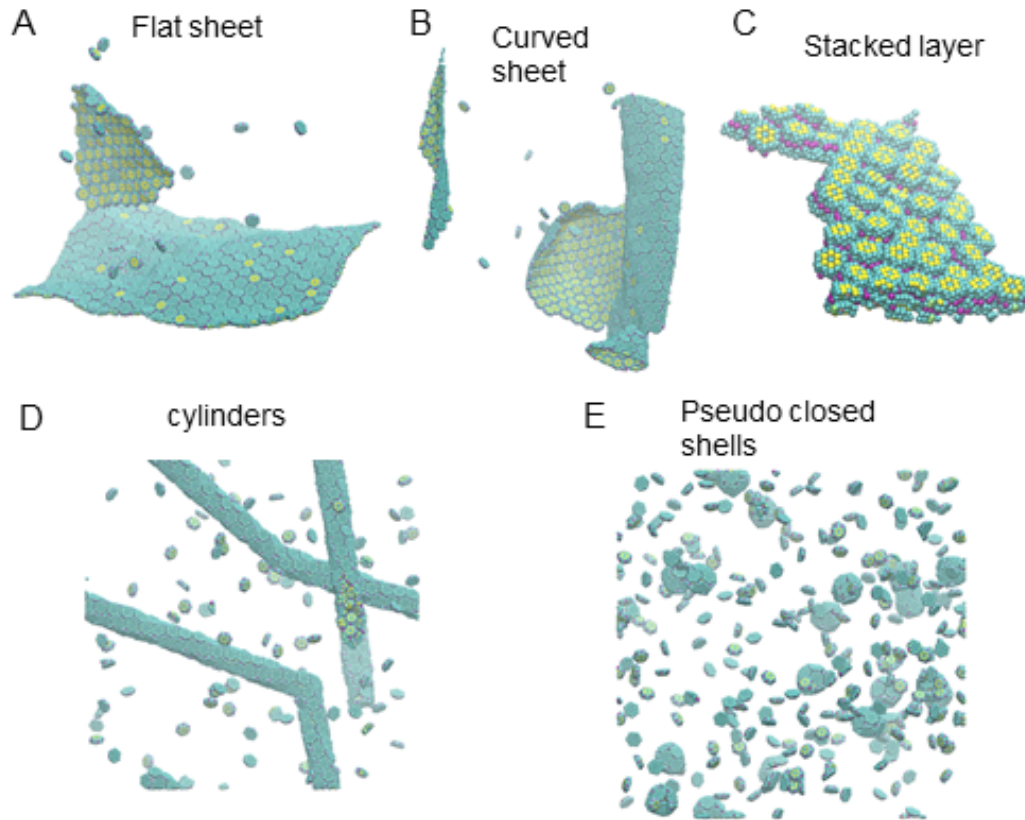 A
Flat sheet
B
Curved
sheet
C
Stacked layer
D
cylinders
E
Pseudo closed
shells